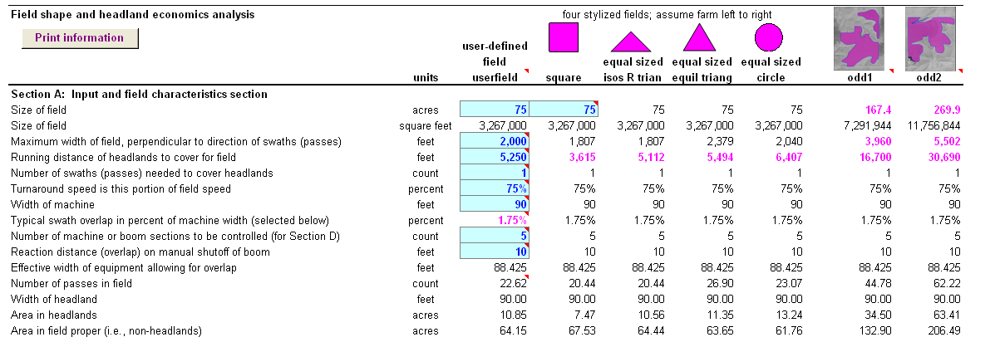 Field shape and headland economics analysis
four stylized fields; assume farm left to right
Print information
user-defined
field equal sized equal sized equal sized
units userfield square isos R trian equil triang circle odd1 odd2
Section A: Input and field characteristics section
Size of field acres 75 75 75 75 75 167.4 269.9
Size of field square feet 3,267,000 3,267,000 3,267,000 3,267,000 3,267,000 7,291,944 11,756,844
Maximum width of field, perpendicular to direction of swaths (passes) feet 2,000 1,807 1,807 2,379 2,040 3,960 5,502
Running distance of headlands to cover for field feet 5,250 3,615 5,112 5,494 6,407 16,700 30,690
Number of swaths (passes) needed to cover headlands count 1 1 1 1 1 1 1
Turnaround speed is this portion of field speed percent 75% 75% 75% 75% 75% 75% 75%
Width of machine feet 90 90 90 90 90 90 90
Typical swath overlap in percent of machine width (selected below) percent 1.75% 1.75% 1.75% 1.75% 1.75% 1.75% 1.75%
Number of machine or boom sections to be controlled (for Section D) count 5 5 5 5 5 5 5
Reaction distance (overlap) on manual shutoff of boom feet 10 10 10 10 10 10 10
Effective width of equipment allowing for overlap feet 88.425 88.425 88.425 88.425 88.425 88.425 88.425
Number of passes in field count 22.62 20.44 20.44 26.90 23.07 44.78 62.22
Width of headland feet 90.00 90.00 90.00 90.00 90.00 90.00 90.00
Area in headlands acres 10.85 7.47 10.56 11.35 13.24 34.50 63.41
Area in field proper (i.e., non-headlands) acres 64.15 67.53 64.44 63.65 61.76 132.90 206.49